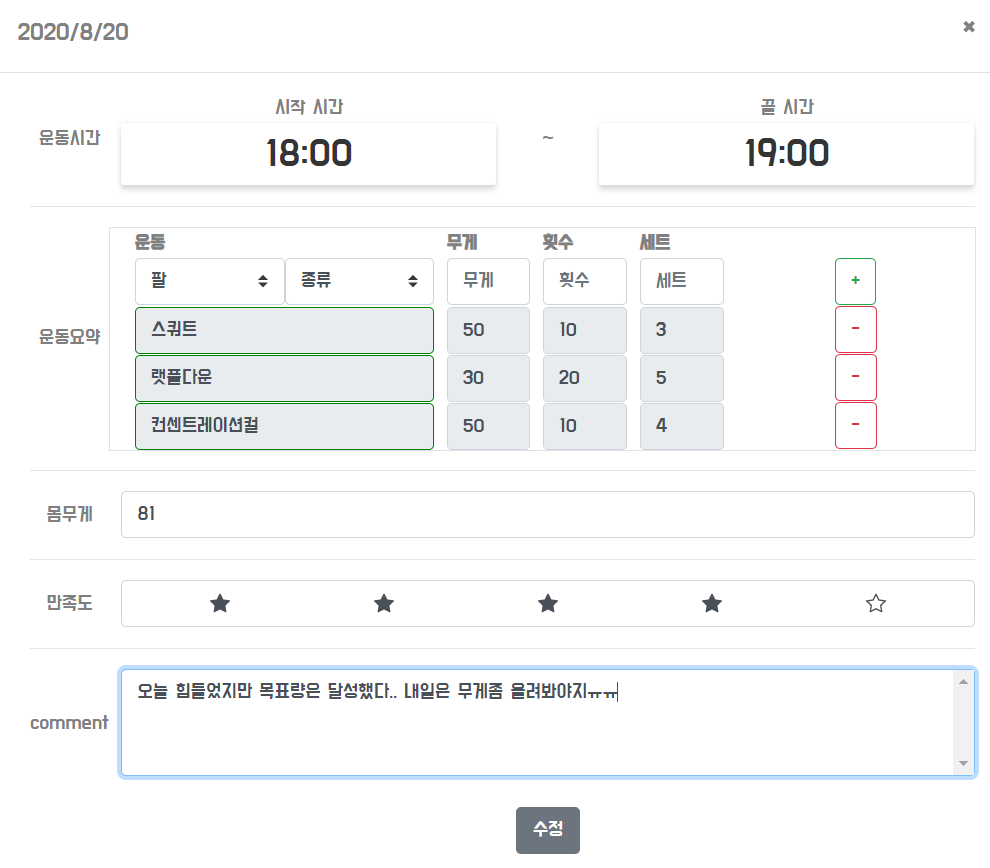 2020/8/20 ✖
시작 시간 끝 시간
운동시간 18:00 ~ 19:00
운동 무게 횟수 세트
팔 종류 무게 횟수 세트 +
스쿼트 50 10 3 -
운동요약
랫풀다운 30 20 5 -
컨센트레이션컬 50 10 4 -
몸무게 81
만족도 ★ ★ ★ ★ ☆
오늘 힘들었지만 목표량은 달성했다.. 내일은 무게좀 올려봐야지ㅠㅠ
comment
수정